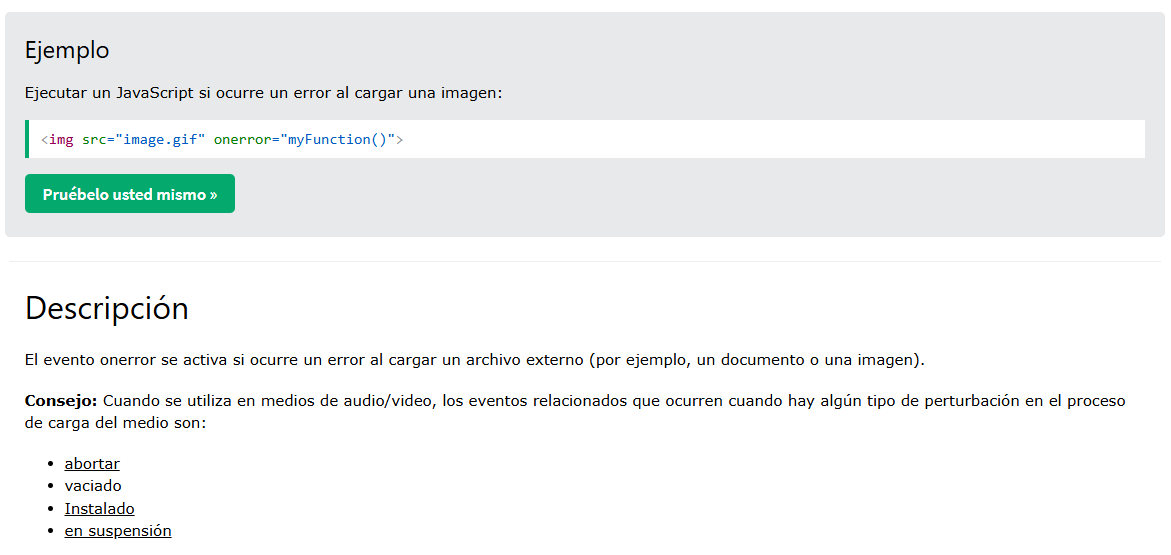 Ejemplo
Ejecutar un JavaScript si ocurre un error al cargar una imagen:
<img src="image.gif" onerror="myFunction()">
Pruébelo usted mismo »
Descripción
El evento onerror se activa si ocurre un error al cargar un archivo externo (por ejemplo, un documento o una imagen).
Consejo: Cuando se utiliza en medios de audio/video, los eventos relacionados que ocurren cuando hay algún tipo de perturbación en el proceso
de carga del medio son:
• abortar
• vaciado
• Instalado
• en suspensión